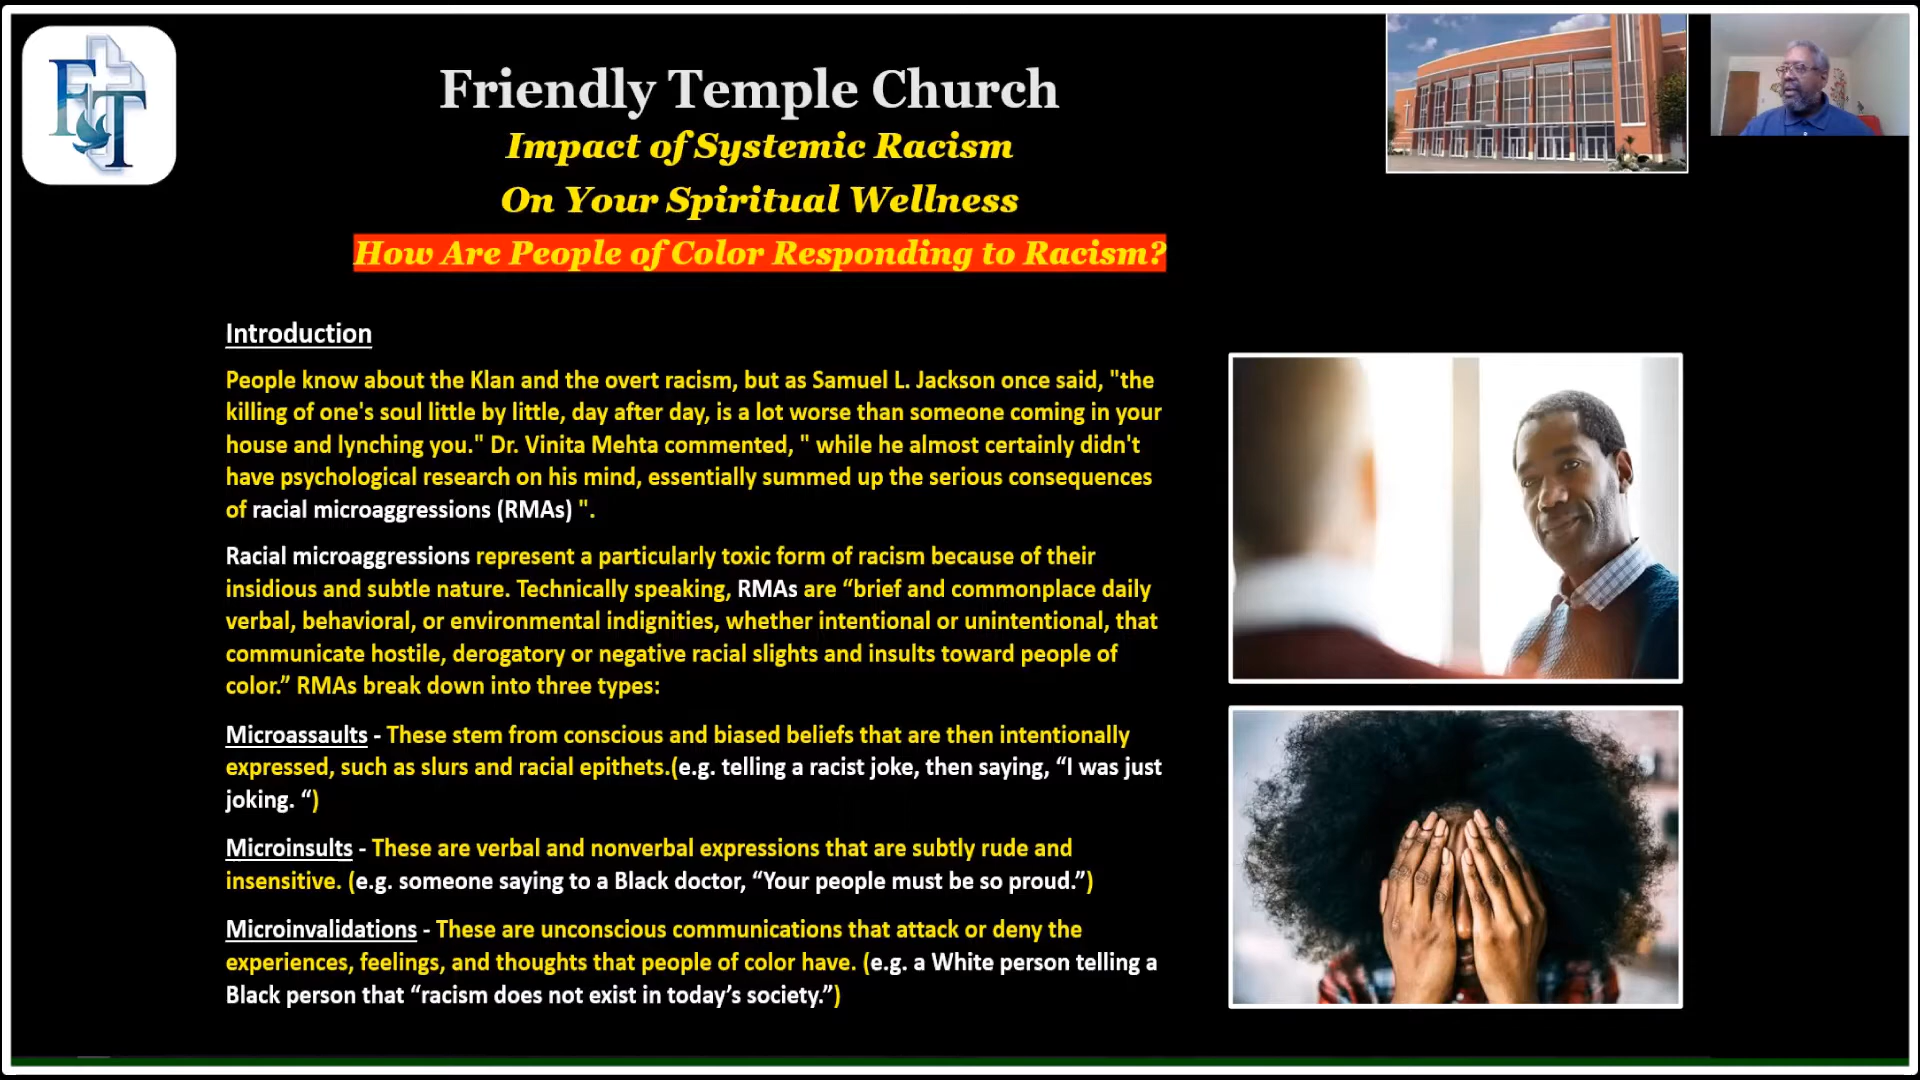 FT
Friendly Temple Church
Impact of Systemic Racism
On Your Spiritual Wellness
How Are People of Color Responding to Racism?
Introduction
People know about the Klan and the overt racism, but as Samuel L. Jackson once said, "the
killing of one's soul little by little, day after day, is a lot worse than someone coming in your
house and lynching you." Dr. Vinita Mehta commented, " while he almost certainly didn't
have psychological research on his mind, essentially summed up the serious consequences
of racial microaggressions (RMAs) ".
Racial microaggressions represent a particularly toxic form of racism because of their
insidious and subtle nature. Technically speaking, RMAs are “brief and commonplace daily
verbal, behavioral, or environmental indignities, whether intentional or unintentional, that
communicate hostile, derogatory or negative racial slights and insults toward people of
color.” RMAs break down into three types:
Microassaults - These stem from conscious and biased beliefs that are then intentionally
expressed, such as slurs and racial epithets.(e.g. telling a racist joke, then saying, “I was just
joking. “)
Microinsults - These are verbal and nonverbal expressions that are subtly rude and
insensitive. (e.g. someone saying to a Black doctor, “Your people must be so proud.”)
Microinvalidations - These are unconscious communications that attack or deny the
experiences, feelings, and thoughts that people of color have. (e.g. a White person telling a
Black person that “racism does not exist in today’s society.”)